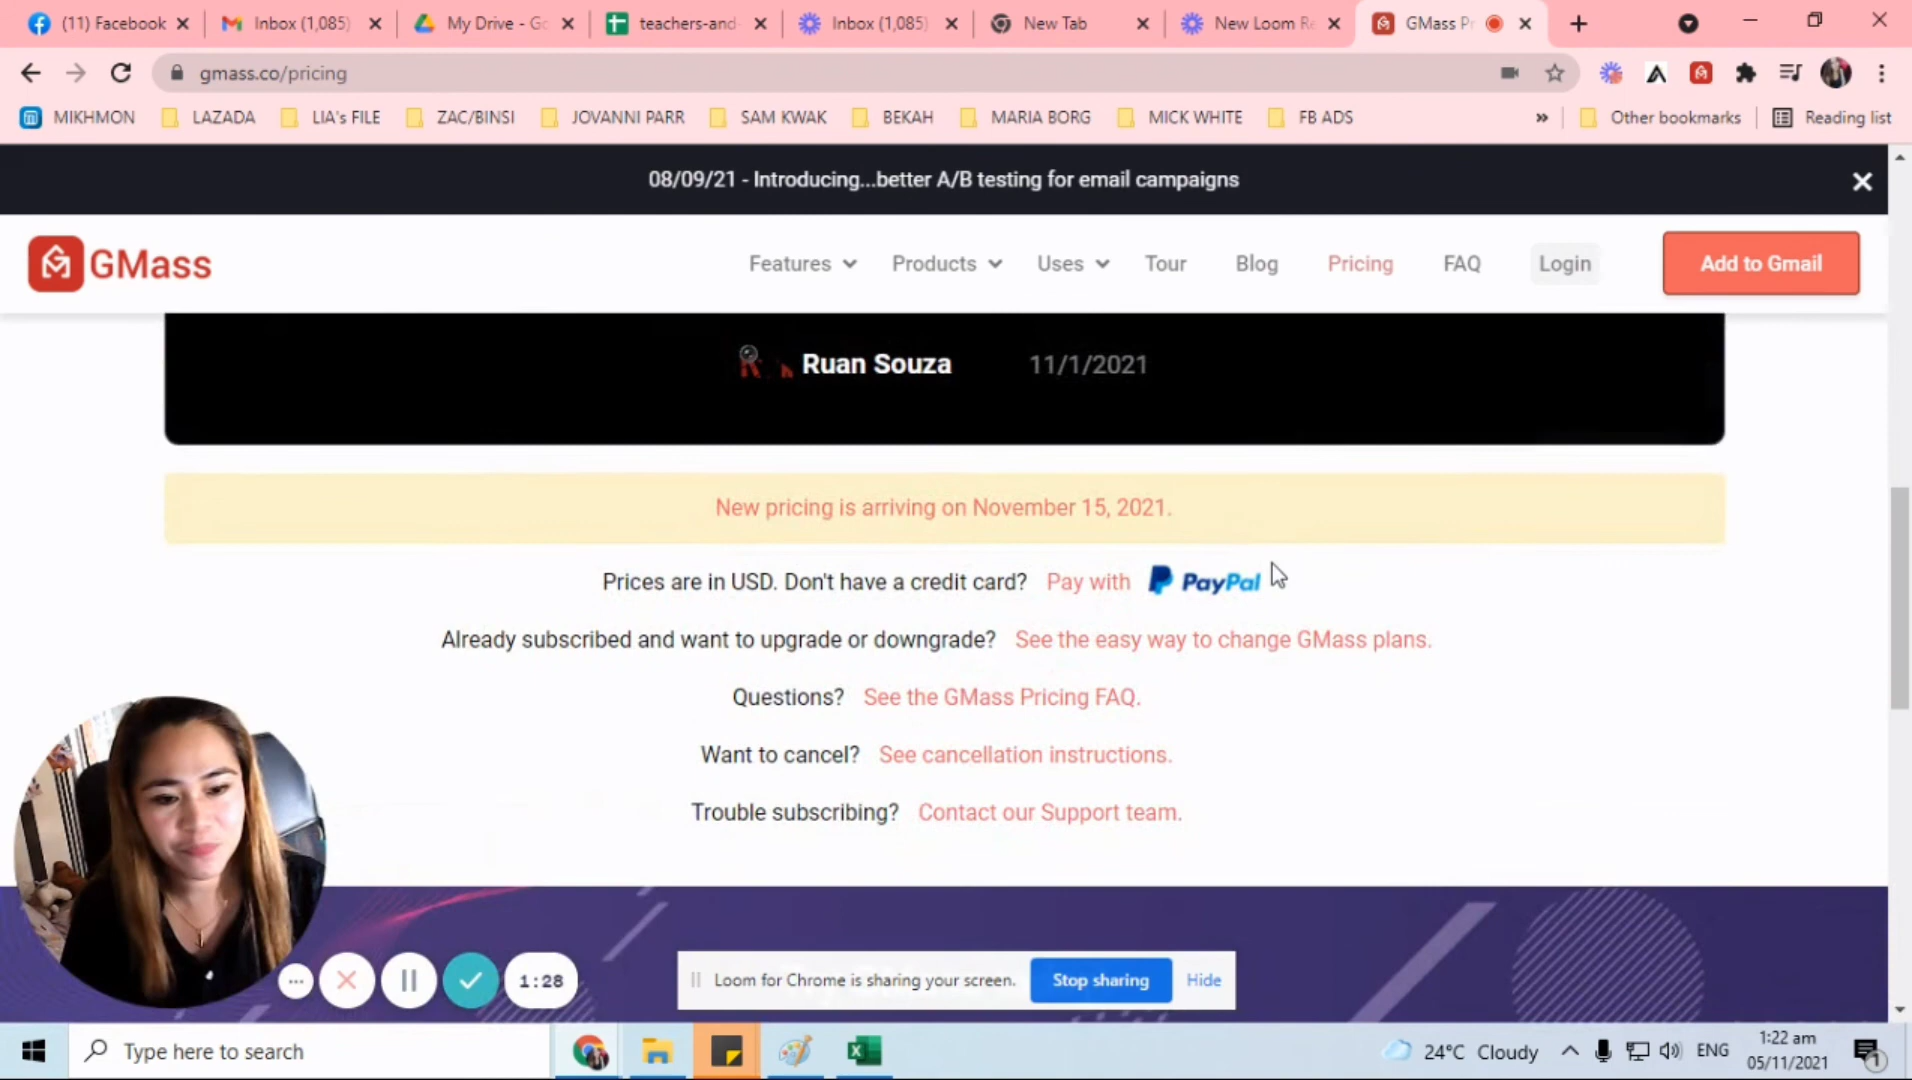 (11) Facebook
Inbox (1,085)
My Drive - Go
teachers-and-
Inbox (1,085)
New Tab
New Loom Re
GMass Pr
gmass.co/pricing
MIKHMON
LAZADA
LIA's FILE
ZAC/BINSI
JOVANNI PARR
SAM KWAK
BEKAH
MARIA BORG
MICK WHITE
FB ADS
»
Other bookmarks
Reading list
08/09/21 - Introducing...better A/B testing for email campaigns
GMass
Features
Products
Uses
Tour
Blog
Pricing
FAQ
Login
Add to Gmail
Ruan Souza 11/1/2021
New pricing is arriving on November 15, 2021.
Prices are in USD. Don't have a credit card? Pay with PayPal
Already subscribed and want to upgrade or downgrade? See the easy way to change GMass plans.
Questions? See the GMass Pricing FAQ.
Want to cancel? See cancellation instructions.
Trouble subscribing? Contact our Support team.
1:28
Loom for Chrome is sharing your screen.
Stop sharing
Hide
Type here to search
24°C Cloudy
ENG
1:22 am
05/11/2021
1